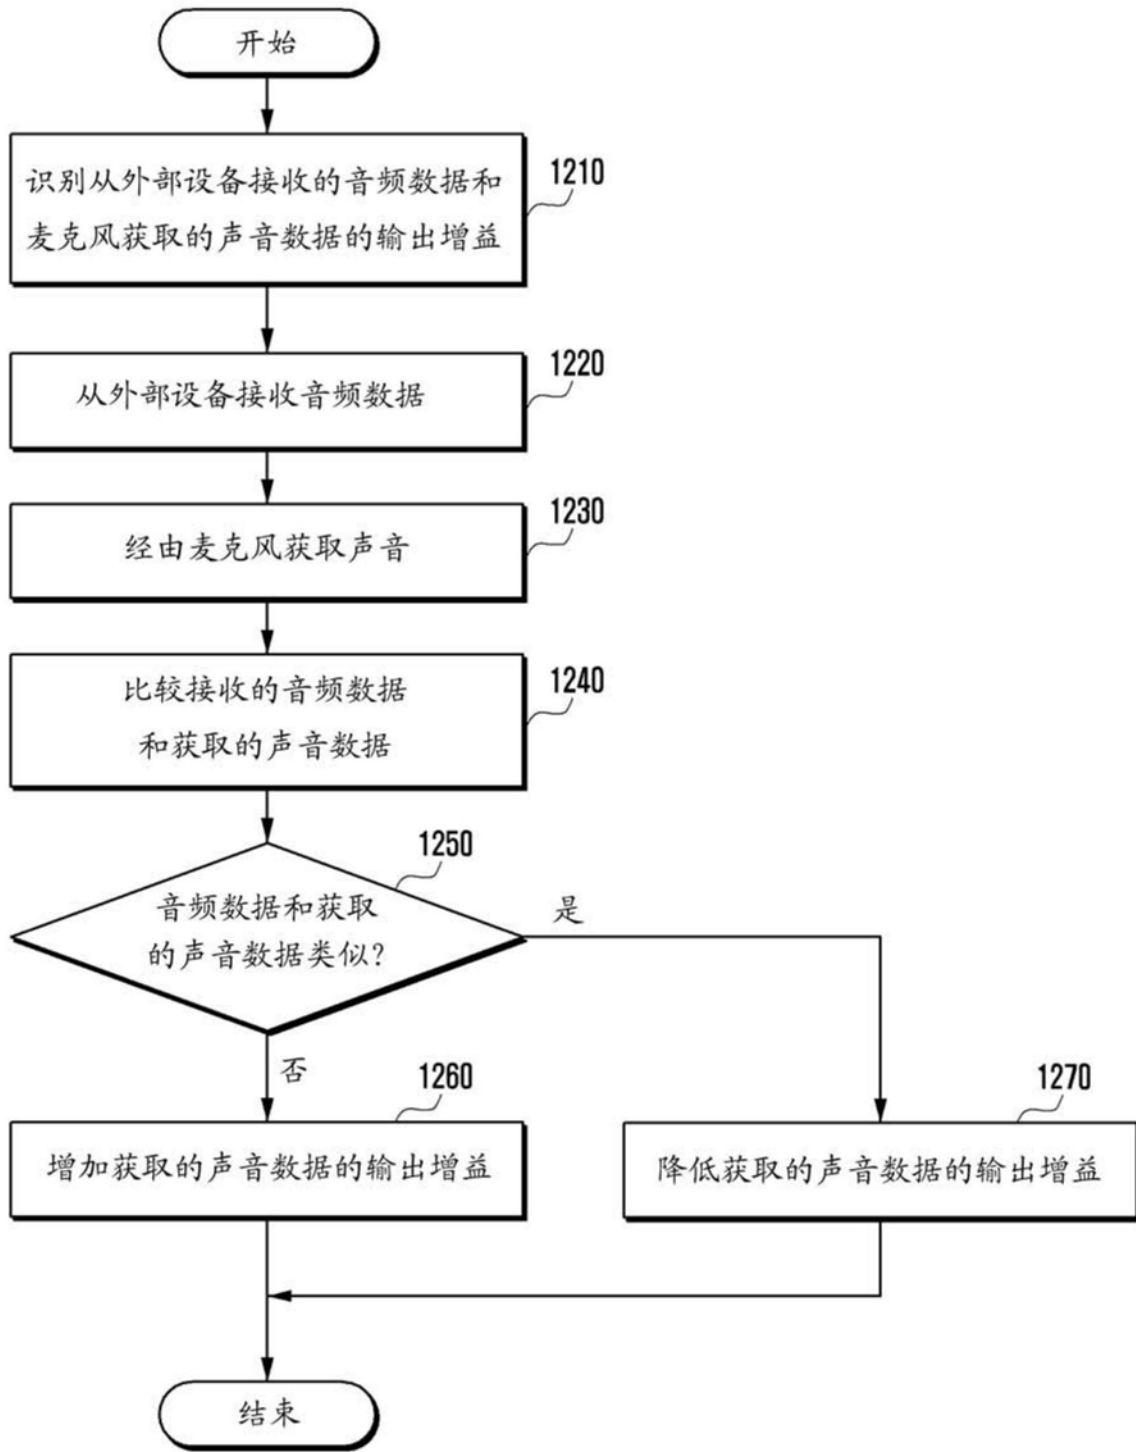 开始
识别从外部设备接收的音频数据和
麦克风获取的声音数据的输出增益
1210
从外部设备接收音频数据
1220
经由麦克风获取声音
1230
比较接收的音频数据
和获取的声音数据
1240
音频数据和获取
的声音数据类似?
1250
是
否
增加获取的声音数据的输出增益
1260
降低获取的声音数据的输出增益
1270
结束